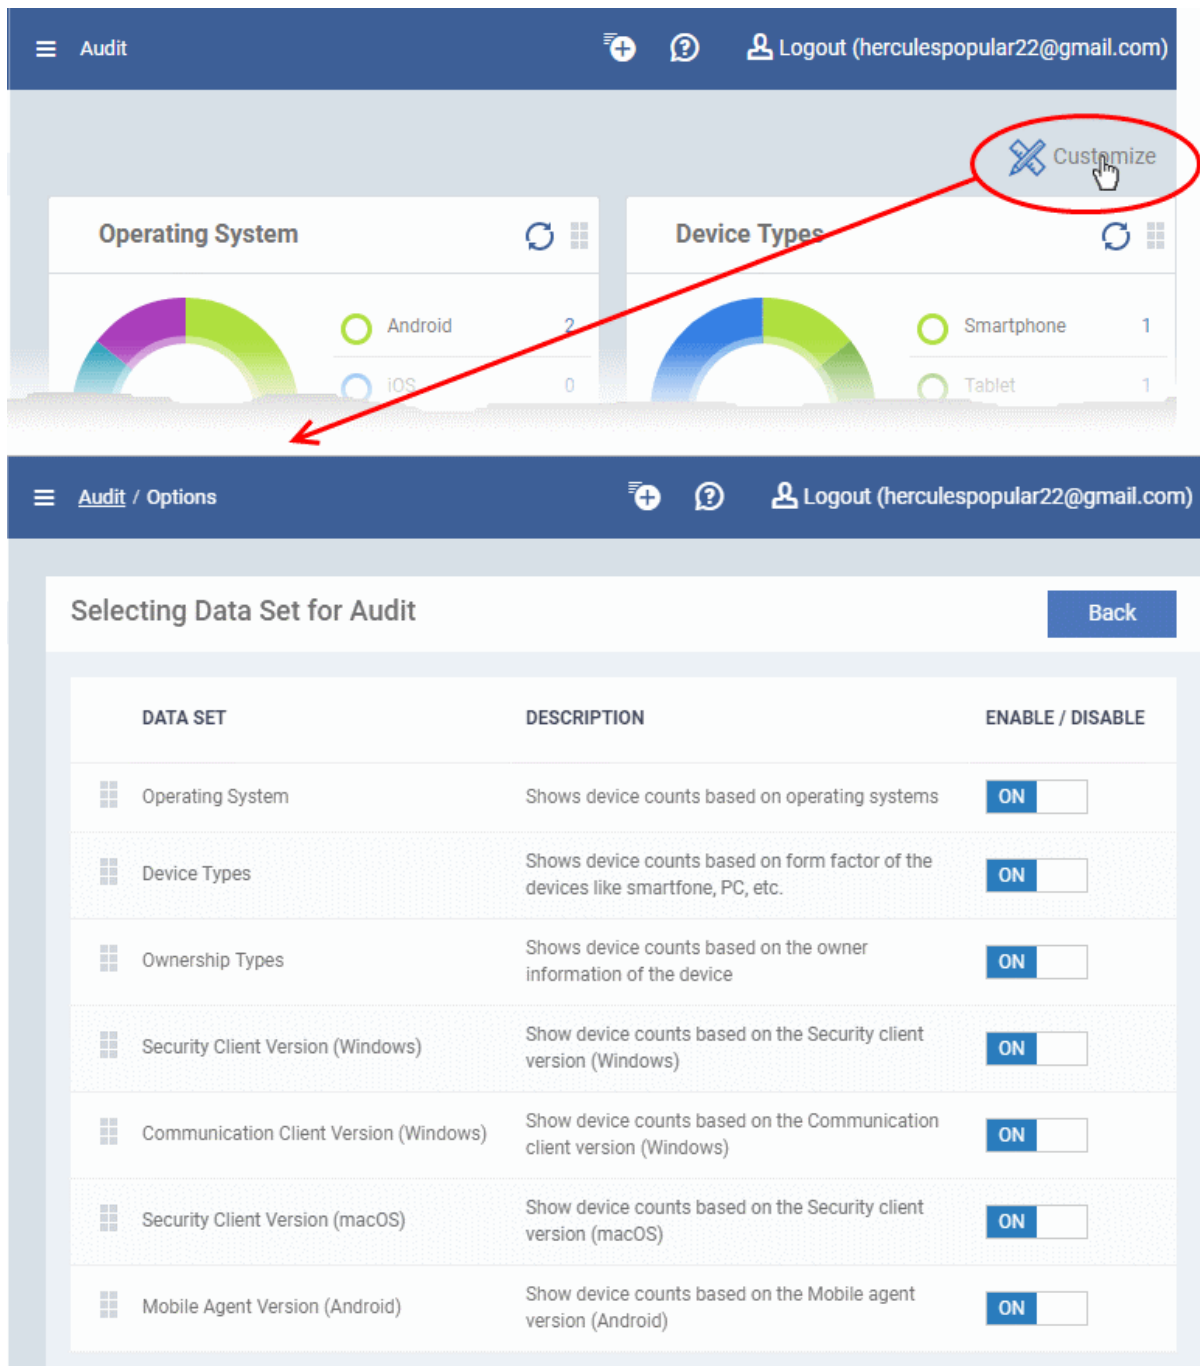 Audit
Logout (herculespopular22@gmail.com)
Customize
Operating System
Device Types
Android 2
Smartphone 1
iOS 0
Tablet 1
Audit / Options
Logout (herculespopular22@gmail.com)
Selecting Data Set for Audit
Back
DATA SET DESCRIPTION ENABLE / DISABLE
Operating System
Shows device counts based on operating systems
ON
Device Types
Shows device counts based on form factor of the
devices like smartfone, PC, etc.
ON
Ownership Types
Shows device counts based on the owner
information of the device
ON
Security Client Version (Windows)
Show device counts based on the Security client
version (Windows)
ON
Communication Client Version (Windows)
Show device counts based on the Communication
client version (Windows)
ON
Security Client Version (macOS)
Show device counts based on the Security client
version (macOS)
ON
Mobile Agent Version (Android)
Show device counts based on the Mobile agent
version (Android)
ON